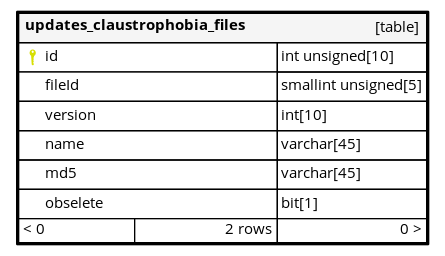 updates_claustrophobia_files [table]
id int unsigned[10]
fileId smallint unsigned[5]
version int[10]
name varchar[45]
md5 varchar[45]
obselete bit[1]
< 0 2 rows 0 >